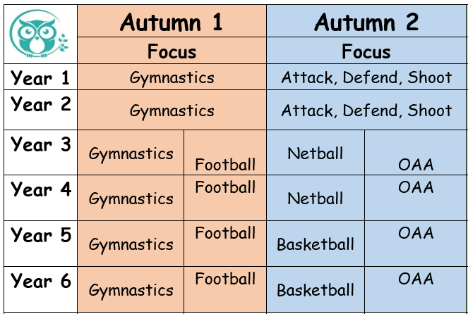 Autumn 1 Autumn 2
Focus Focus
Year 1 Gymnastics Attack, Defend, Shoot
Year 2 Gymnastics Attack, Defend, Shoot
Year 3 Gymnastics Football Netball OAA
Year 4 Gymnastics Football Netball OAA
Year 5 Gymnastics Football Basketball OAA
Year 6 Gymnastics Football Basketball OAA